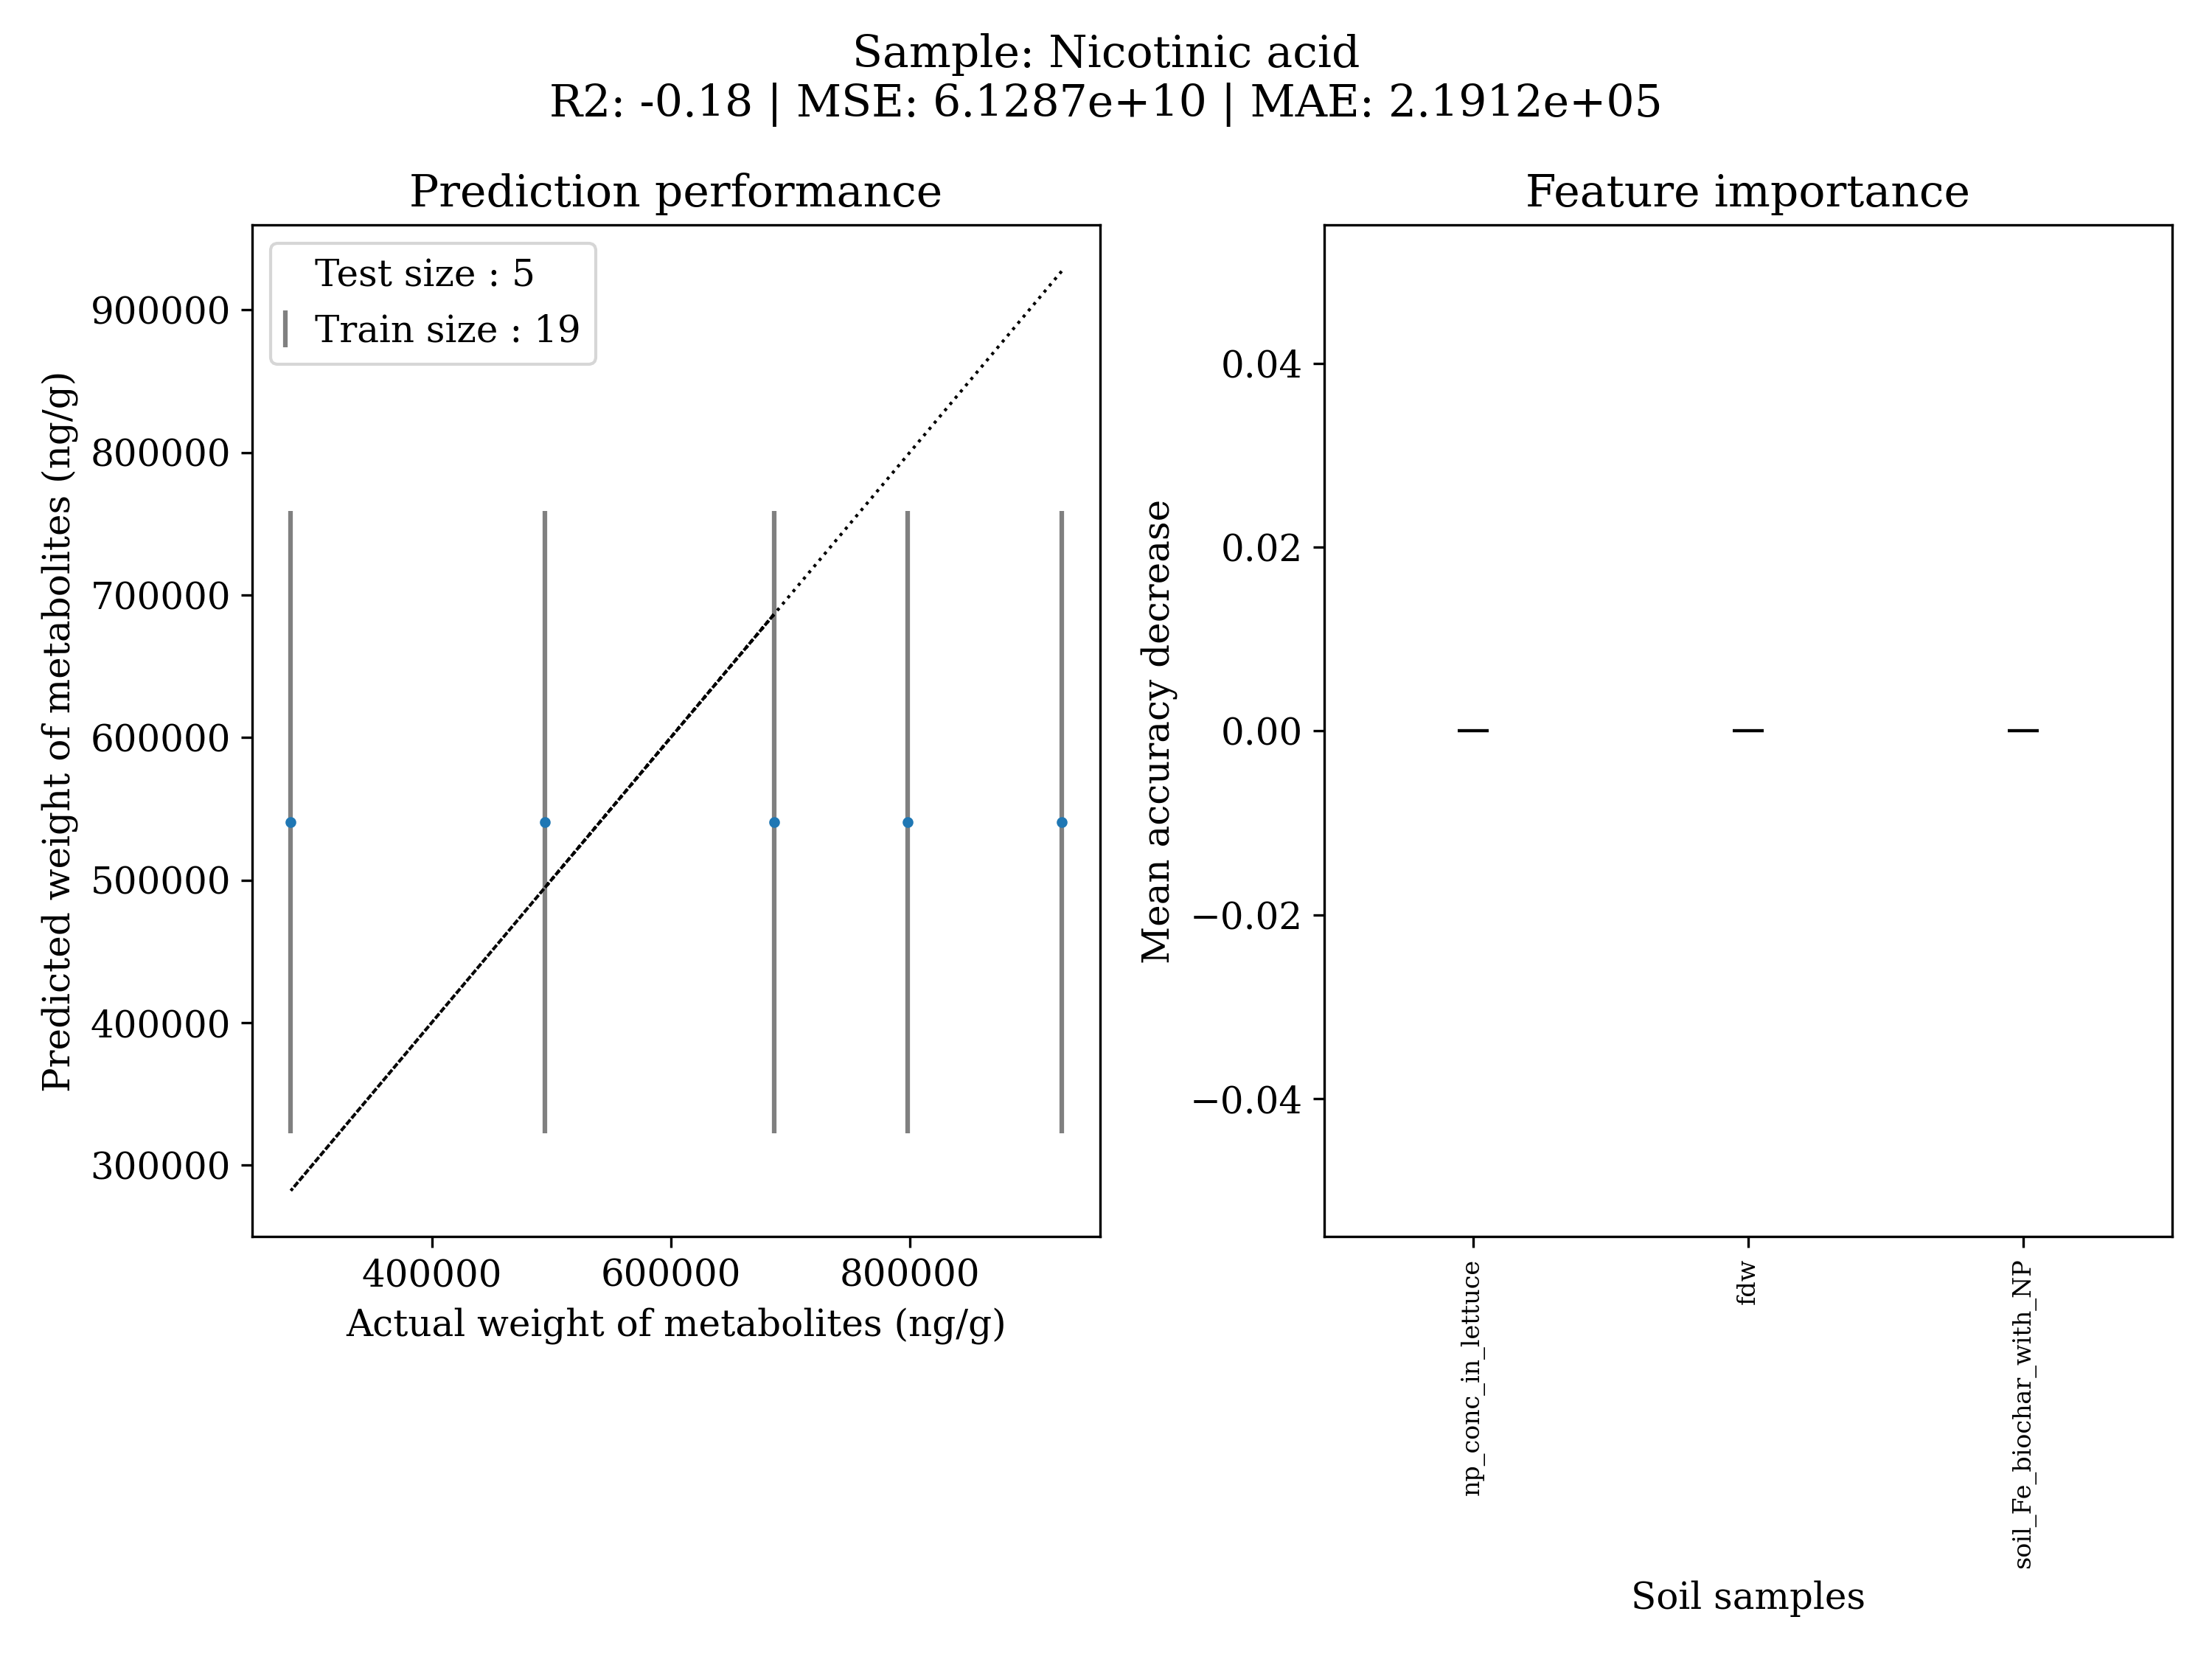 Sample: Nicotinic acid
R2: -0.18 | MSE: 6.1287e+10 | MAE: 2.1912e+05
Prediction performance
Test size : 5
Train size : 19
900000
800000
700000
600000
500000
400000
300000
Predicted weight of metabolites (ng/g)
400000 600000 800000
Actual weight of metabolites (ng/g)
Feature importance
0.04
0.02
0.00
−0.02
−0.04
Mean accuracy decrease
np_conc_in_lettuce
fdw
soil_Fe_biochar_with_NP
Soil samples